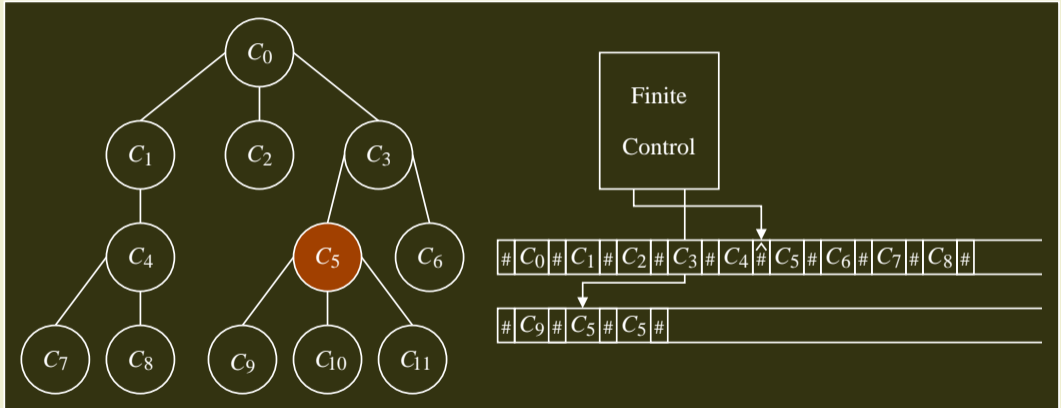 C0
C1 C2 C3
C4 C5 C6
C7 C8 C9 C10 C11
Finite
Control
# C0 # C1 # C2 # C3 # C4 #̂ C5 # C6 # C7 # C8 #
# C9 # C5 # C5 #